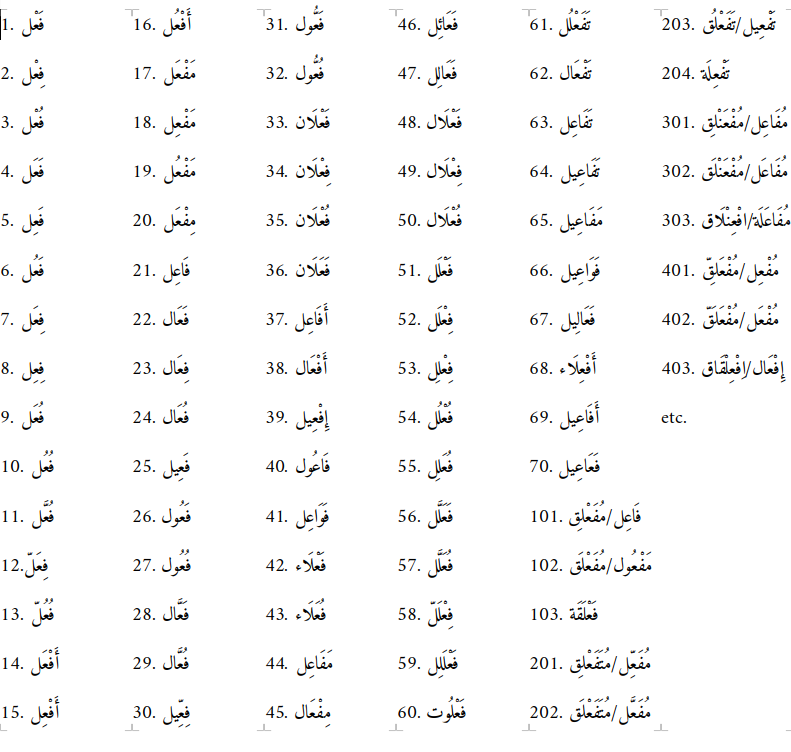 1. فَعْل
2. فِعْل
3. فُعْل
4. فَعَل
5. فَعِل
6. فَعُل
7. فِعَل
8. فِعِل
9. فُعَل
10. فُعُل
11. فُعَّل
12. فِعَلّ
13. فُعُلّ
14. أَفْعَل
15. أَفْعِل
16. أَفْعُل
17. مَفْعَل
18. مَفْعِل
19. مَفْعُل
20. مِفْعَل
21. فَاعِل
22. فَعَال
23. فِعَال
24. فُعَال
25. فَعِيل
26. فَعُول
27. فُعُول
28. فَعَّال
29. فُعَّال
30. فِعِّيل
31. فَعُّول
32. فُعُّول
33. فَعْلَان
34. فِعْلَان
35. فُعْلَان
36. فَعَلَان
37. أَفَاعِل
38. أَفْعَال
39. إِفْعِيل
40. فَاعُول
41. فَوَاعِل
42. فَعْلَاء
43. فُعَلَاء
44. مَفَاعِل
45. مِفْعَال
46. فَعَائِل
47. فَعَالِل
48. فَعْلَال
49. فِعْلَال
50. فُعْلَال
51. فَعْلَل
52. فِعْلَل
53. فِعْلِل
54. فُعْلُل
55. فُعَلِل
56. فَعَلَّل
57. فُعَلَّل
58. فِعْلَلّ
59. فَعْلَلِل
60. فَعْلُوت
61. تَفَعْلُل
62. تَفْعَال
63. تَفَاعِل
64. تَفَاعِيل
65. مَفَاعِيل
66. فَوَاعِيل
67. فَعَالِيل
68. أَفْعِلَاء
69. أَفَاعِيل
70. فَعَاعِيل
101. فَاعِل/مُفَعْلِق
102. مَفْعُول/مُفَعْلَق
103. فَعْلَقَة
201. مُفَعِّل/مُتَفَعْلِق
202. مُفَعَّل/مُتَفَعْلَق
203. تَفْعِيل/تَفَعْلُق
204. تَفْعِلَة
301. مُفَاعِل/مُفْعَنْلِق
302. مُفَاعَل/مُفْعَنْلَق
303. مُفَاعَلَة/افْعِنْلَاق
401. مُفْعِل/مُفْعَلِقّ
402. مُفْعَل/مُفْعَلَقّ
403. إِفْعَال/إِفْعِلْقَاق
etc.